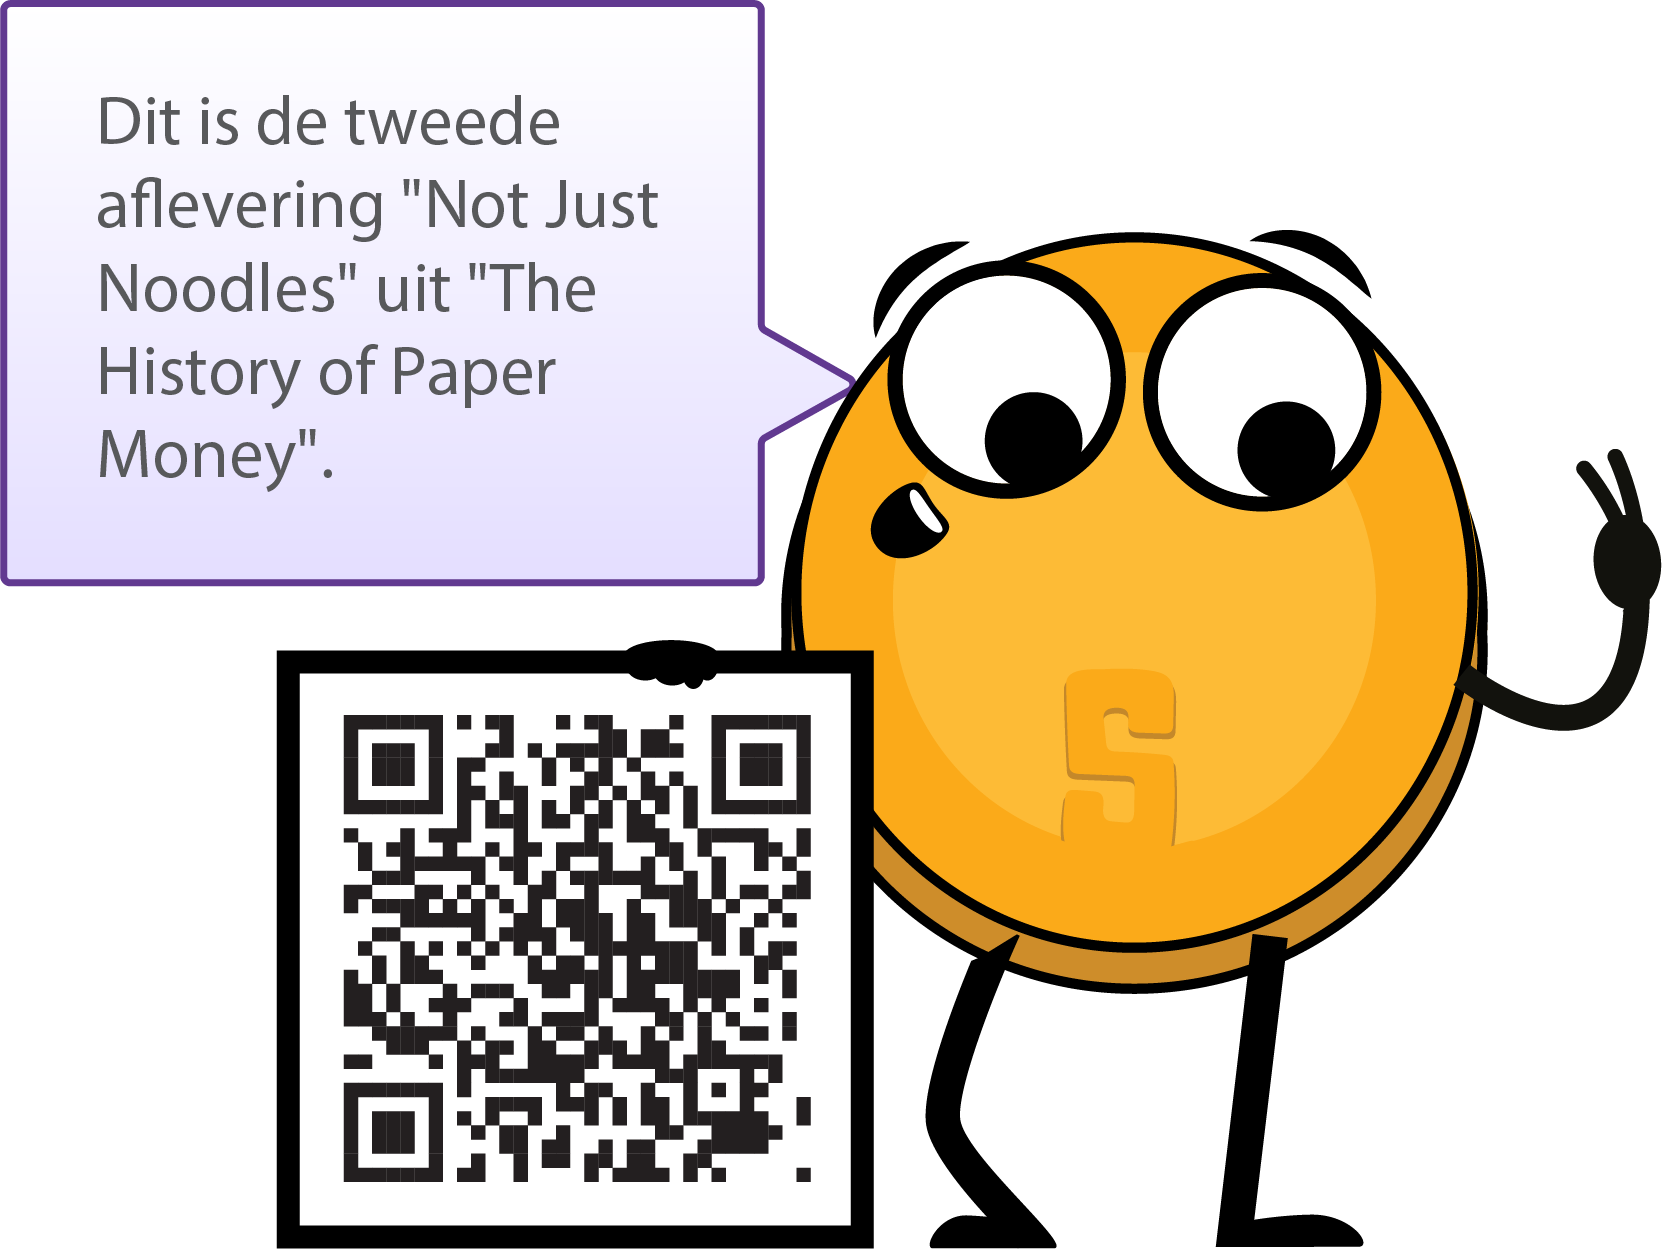 Dit is de tweede
aflevering "Not Just
Noodles" uit "The
History of Paper
Money".
S